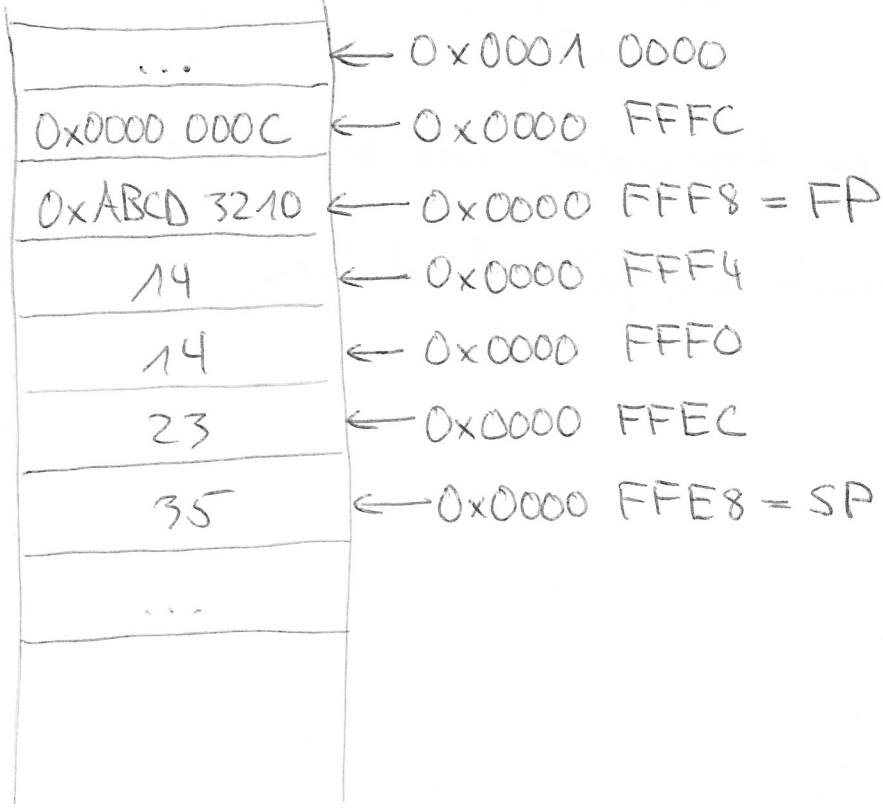 ... ← 0x0001 0000
0x0000 000C ← 0x0000 FFFC
0xABCD 3210 ← 0x0000 FFF8 = FP
14 ← 0x0000 FFF4
14 ← 0x0000 FFF0
23 ← 0x0000 FFEC
35 ← 0x0000 FFE8 = SP
...